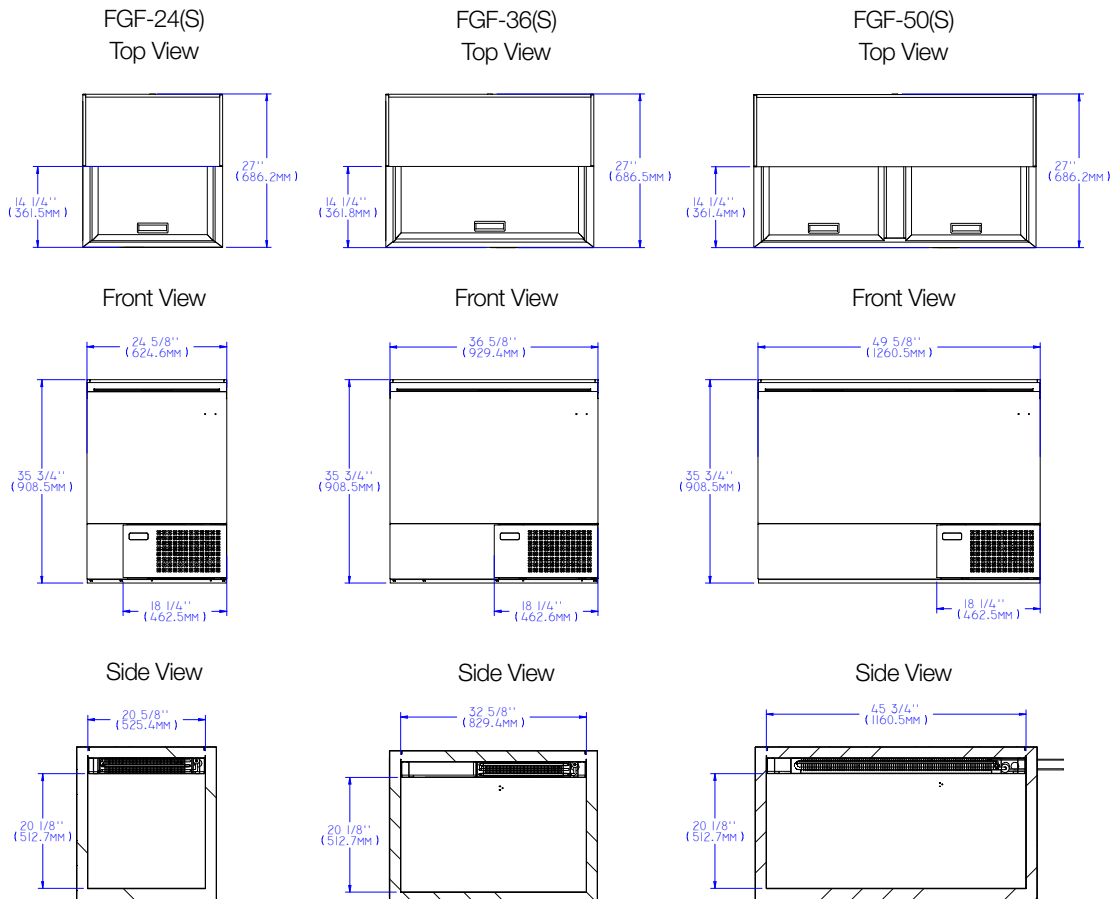 FGF-24(S)
Top View
FGF-36(S)
Top View
FGF-50(S)
Top View
14 1/4''
(361.5MM)
27''
(686.2MM)
14 1/4''
(361.8MM)
27''
(686.5MM)
14 1/4''
(361.4MM)
27''
(686.2MM)
Front View
Front View
Front View
24 5/8''
(624.6MM)
36 5/8''
(929.4MM)
49 5/8''
(1260.5MM)
35 3/4''
(908.5MM)
35 3/4''
(908.5MM)
35 3/4''
(908.5MM)
18 1/4''
(462.5MM)
18 1/4''
(462.6MM)
18 1/4''
(462.5MM)
Side View
Side View
Side View
20 5/8''
(525.4MM)
32 5/8''
(829.4MM)
45 3/4''
(1160.5MM)
20 1/8''
(512.7MM)
20 1/8''
(512.7MM)
20 1/8''
(512.7MM)